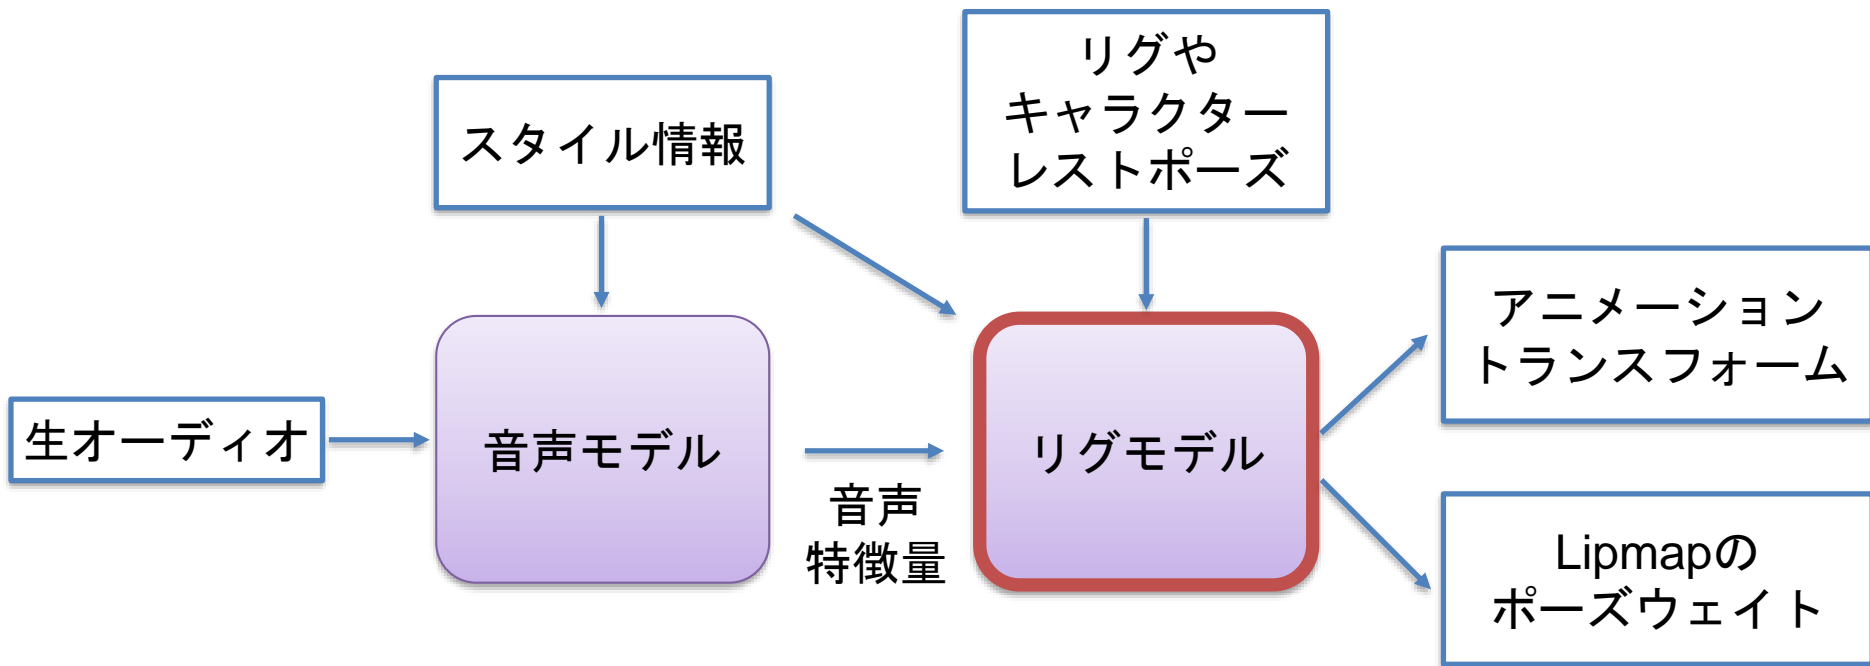 リグや
キャラクター
レストポーズ
スタイル情報
アニメーション
トランスフォーム
生オーディオ
音声モデル
音声
特徴量
リグモデル
Lipmapの
ポーズウェイト